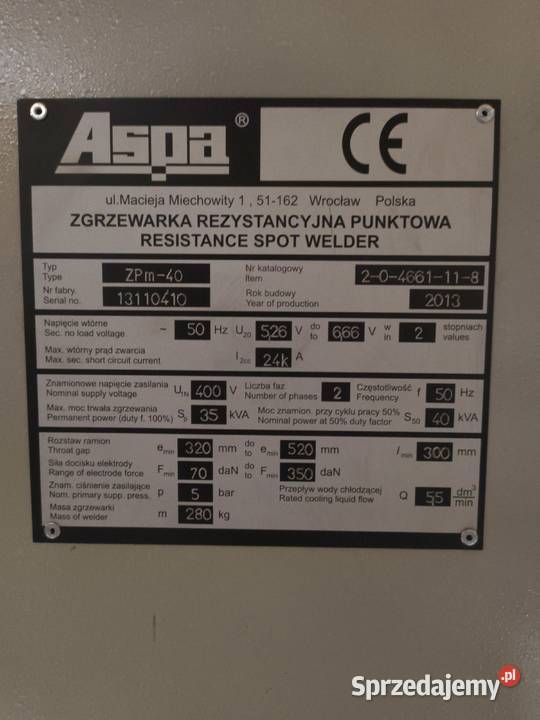 Aspa ® CE
ul.Macieja Miechowity 1 , 51-162 Wrocław Polska
ZGRZEWARKA REZYSTANCYJNA PUNKTOWA
RESISTANCE SPOT WELDER
Typ
Type ZPm-40 Nr katalogowy
Item 2-0-4661-11-8
Nr fabry.
Serial no. 13110410 Rok budowy
Year of production 2013
Napięcie wtórne
Sec. no load voltage ~ 50 Hz U20 5,26 V do
to 6,66 V w
in 2 stopniach
values
Max. wtórny prąd zwarcia
Max. sec. short circuit current I2cc 24k A
Znamionowe napięcie zasilania
Nominal supply voltage U1N 400 V Liczba faz
Number of phases 2 Częstotliwość
Frequency f 50 Hz
Max. moc trwała zgrzewania
Permanent power (duty f. 100%) Sp 35 kVA Moc znamion. przy cyklu pracy 50%
Nominal power at 50% duty factor S50 40 kVA
Rozstaw ramion
Throat gap emin 320 mm do
to emin 520 mm lmin 300 mm
Siła docisku elektrody
Range of electrode force Fmin 70 daN do
to Fmin 350 daN
Znam. ciśnienie zasilające
Nom. primary supp. press. p 5 bar Przepływ wody chłodzącej
Rated cooling liquid flow Q 5,5 dm³
min
Masa zgrzewarki
Mass of welder m 280 kg
Sprzedajemy.pl